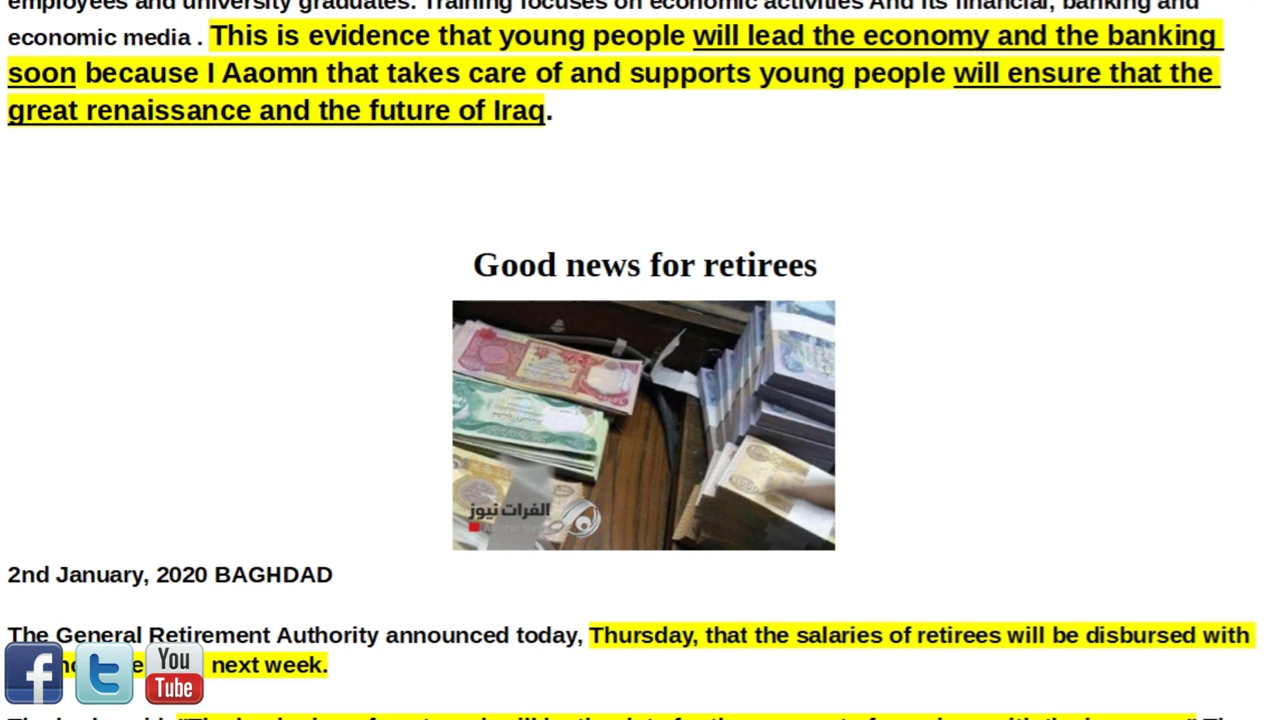 employees and university graduates. Training focuses on economic activities And its financial, banking and
economic media . This is evidence that young people will lead the economy and the banking
soon because I Aaomn that takes care of and supports young people will ensure that the
great renaissance and the future of Iraq.
Good news for retirees
الفرات نيوز
2nd January, 2020 BAGHDAD
The General Retirement Authority announced today, Thursday, that the salaries of retirees will be disbursed with
next week.
You
Tube